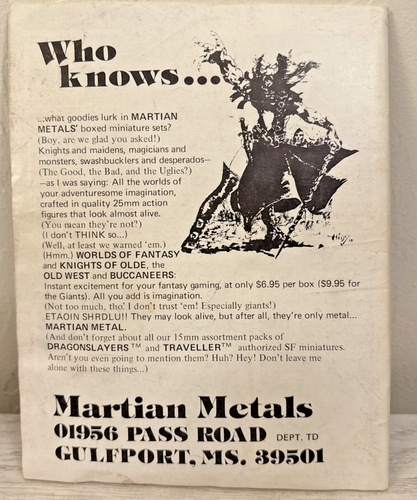 Who
knows...
...what goodies lurk in MARTIAN
METALS' boxed miniature sets?
(Boy, are we glad you asked!)
Knights and maidens, magicians and
monsters, swashbucklers and desperados—
(The Good, the Bad, and the Uglies?)
—as I was saying: All the worlds of
your adventuresome imagination,
crafted in quality 25mm action
figures that look almost alive.
(You mean they're not?)
(I don't THINK so...)
(Well, at least we warned 'em.)
(Hmm.) WORLDS OF FANTASY
and KNIGHTS OF OLDE, the
OLD WEST and BUCCANEERS:
Instant excitement for your fantasy gaming, at only $6.95 per box ($9.95 for
the Giants). All you add is imagination.
(Not too much, tho! I don't trust 'em! Especially giants!)
ETAOIN SHRDLU!! They may look alive, but after all, they're only metal...
MARTIAN METAL.
(And don't forget about all our 15mm assortment packs of
DRAGONSLAYERS™ and TRAVELLER™ authorized SF miniatures.
Aren't you even going to mention them? Huh? Hey! Don't leave me
alone with these things...)
Martian Metals
01956 PASS ROAD DEPT. TD
GULFPORT, MS. 39501